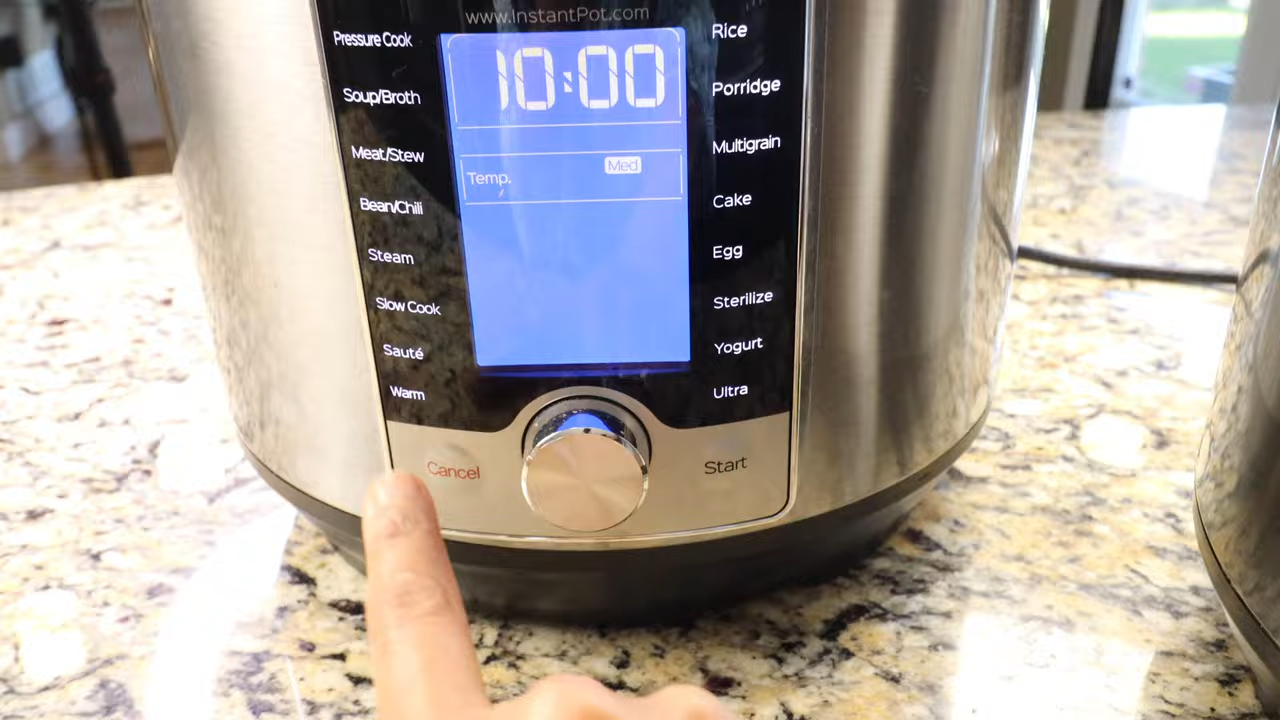 www.InstantPot.com
Pressure Cook
Soup/Broth
Meat/Stew
Bean/Chili
Steam
Slow Cook
Sauté
Warm
10:00
Temp. Med
Rice
Porridge
Multigrain
Cake
Egg
Sterilize
Yogurt
Ultra
Cancel
Start